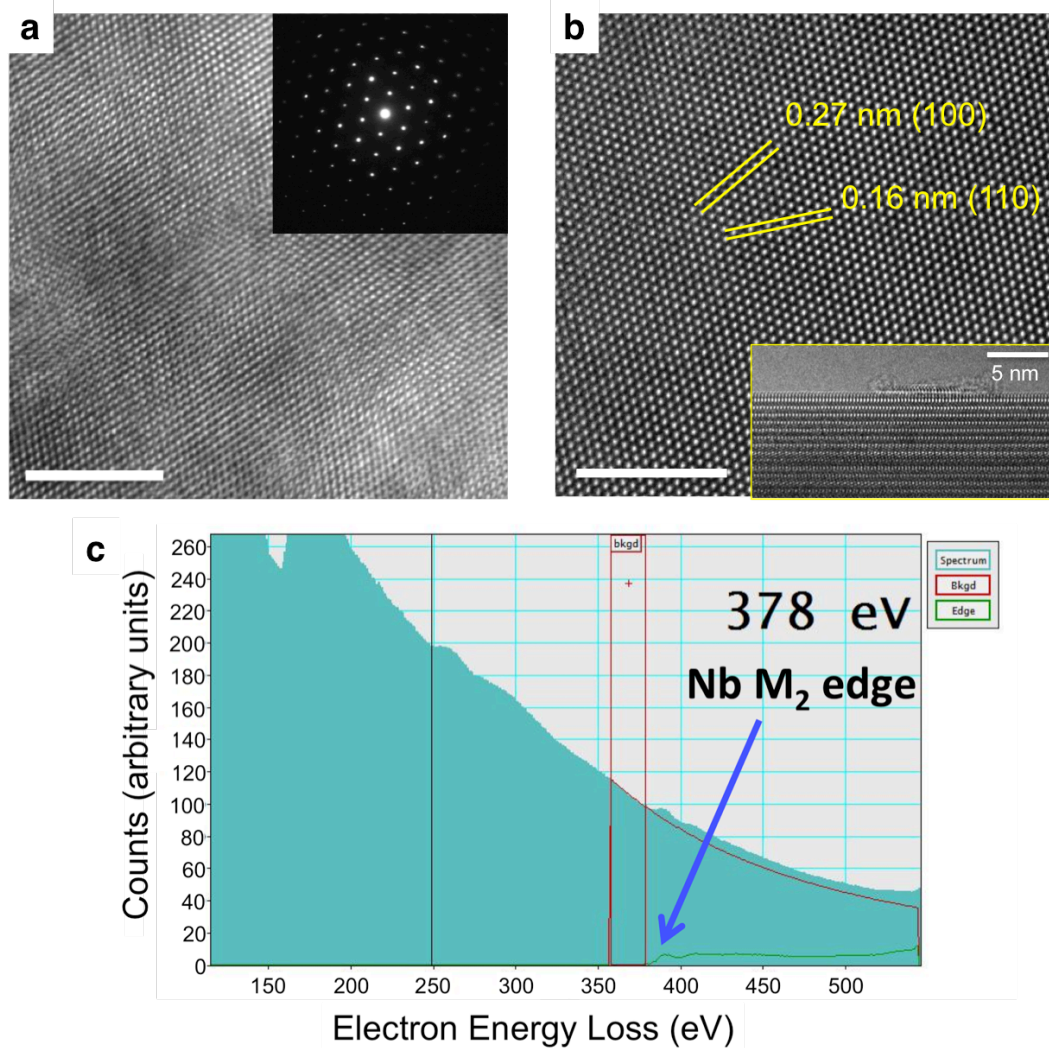 a
b
0.27 nm (100)
0.16 nm (110)
5 nm
c
bkgd
Spectrum
Bkgd
Edge
378 eV
Nb M₂ edge
260
240
220
200
180
160
140
120
100
80
60
40
20
0
150 200 250 300 350 400 450 500
Counts (arbitrary units)
Electron Energy Loss (eV)